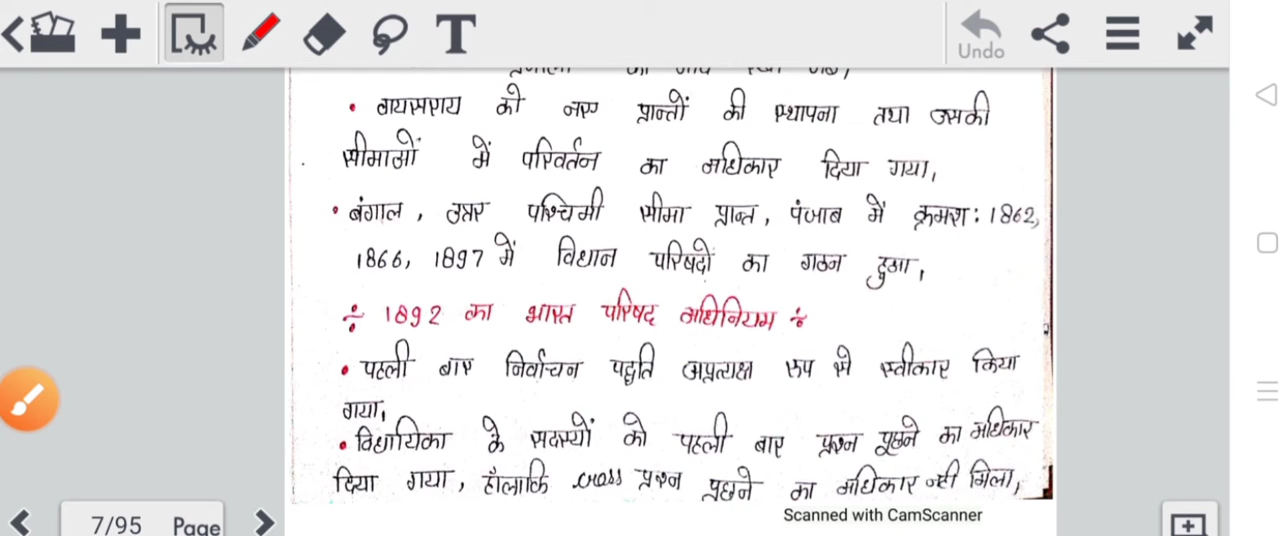 Undo
• वायसराय को नए प्रान्तों की स्थापना तथा उसकी
सीमाओं में परिवर्तन का अधिकार दिया गया,
• बंगाल, उत्तर पश्चिमी सीमा प्रान्त, पंजाब में क्रमश: 1862,
1866, 1897 में विधान परिषदों का गठन हुआ,
÷ 1892 का भारत परिषद अधिनियम ÷
• पहली बार निर्वाचन पद्धति अप्रत्यक्ष रूप से स्वीकार किया
गया,
• विधायिका के सदस्यों को पहली बार प्रश्न पूछने का अधिकार
दिया गया, हाँलाकि cross प्रश्न पूछने का अधिकार नही मिला,
Scanned with CamScanner
7/95 Page